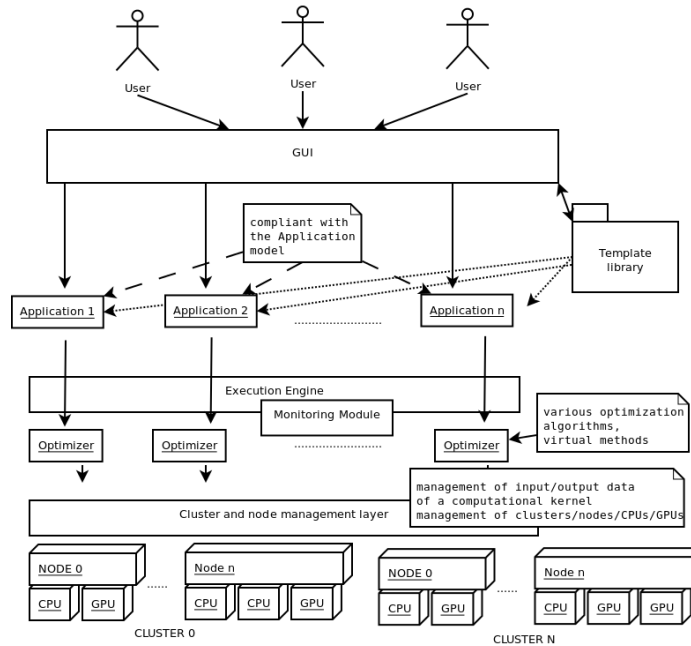 User
User
User
GUI
compliant with
the Application
model
Template
library
Application 1
Application 2
Application n
Execution Engine
Monitoring Module
various optimization
algorithms,
virtual methods
Optimizer
Optimizer
Optimizer
management of input/output data
of a computational kernel
management of clusters/nodes/CPUs/GPUs
Cluster and node management layer
NODE 0
Node n
NODE 0
Node n
CPU
GPU
CPU
CPU
GPU
CPU
GPU
CPU
GPU
GPU
CLUSTER 0
CLUSTER N